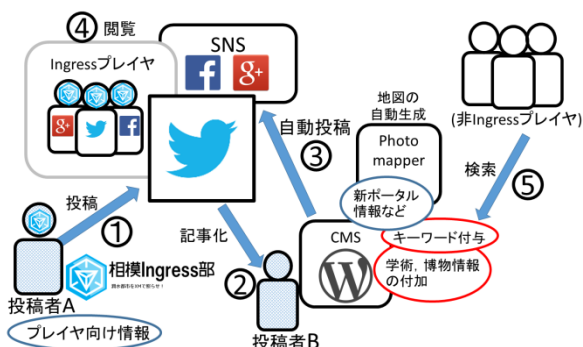 ④ 閲覧
Ingressプレイヤ
SNS
f
g+
g+
f
地図の
自動生成
Photo
mapper
(非Ingressプレイヤ)
自動投稿
③
検索
⑤
投稿
①
新ポータル
情報など
記事化
②
CMS
キーワード付与
学術,博物情報
の付加
相模Ingress部
投稿者A
プレイヤ向け情報
投稿者B